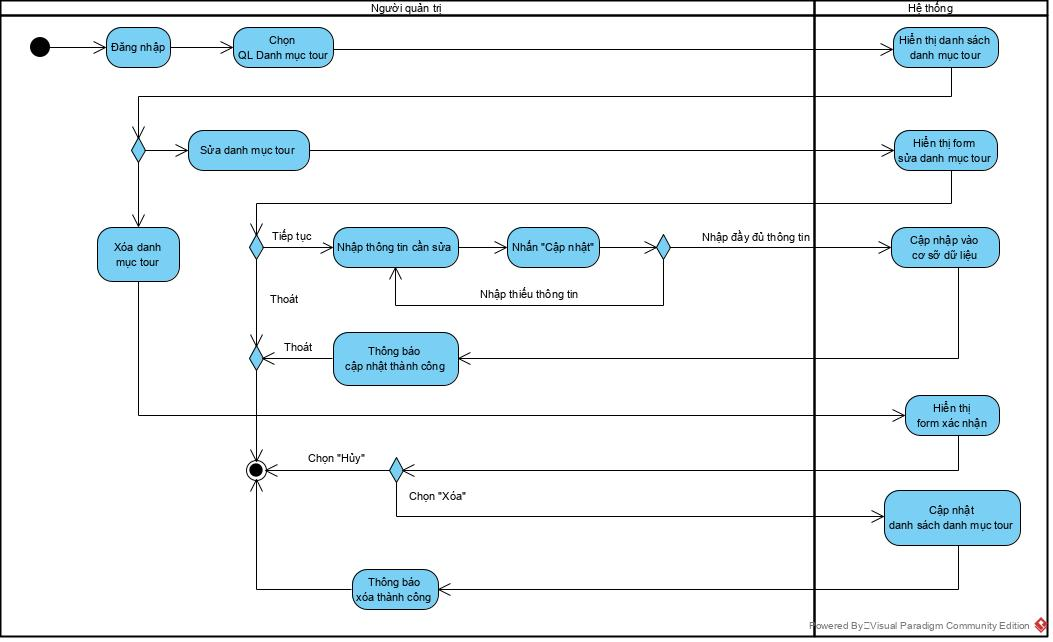 Người quản trị
Hệ thống
Đăng nhập
Chọn
QL Danh mục tour
Hiển thị danh sách
danh mục tour
Sửa danh mục tour
Hiển thị form
sửa danh mục tour
Xóa danh
mục tour
Tiếp tục
Nhập thông tin cần sửa
Nhấn "Cập nhật"
Nhập đầy đủ thông tin
Cập nhập vào
cơ sỡ dữ liệu
Nhập thiếu thông tin
Thoát
Thoát
Thông báo
cập nhật thành công
Hiển thị
form xác nhận
Chọn "Hủy"
Chọn "Xóa"
Cập nhật
danh sách danh mục tour
Thông báo
xóa thành công
Powered By Visual Paradigm Community Edition